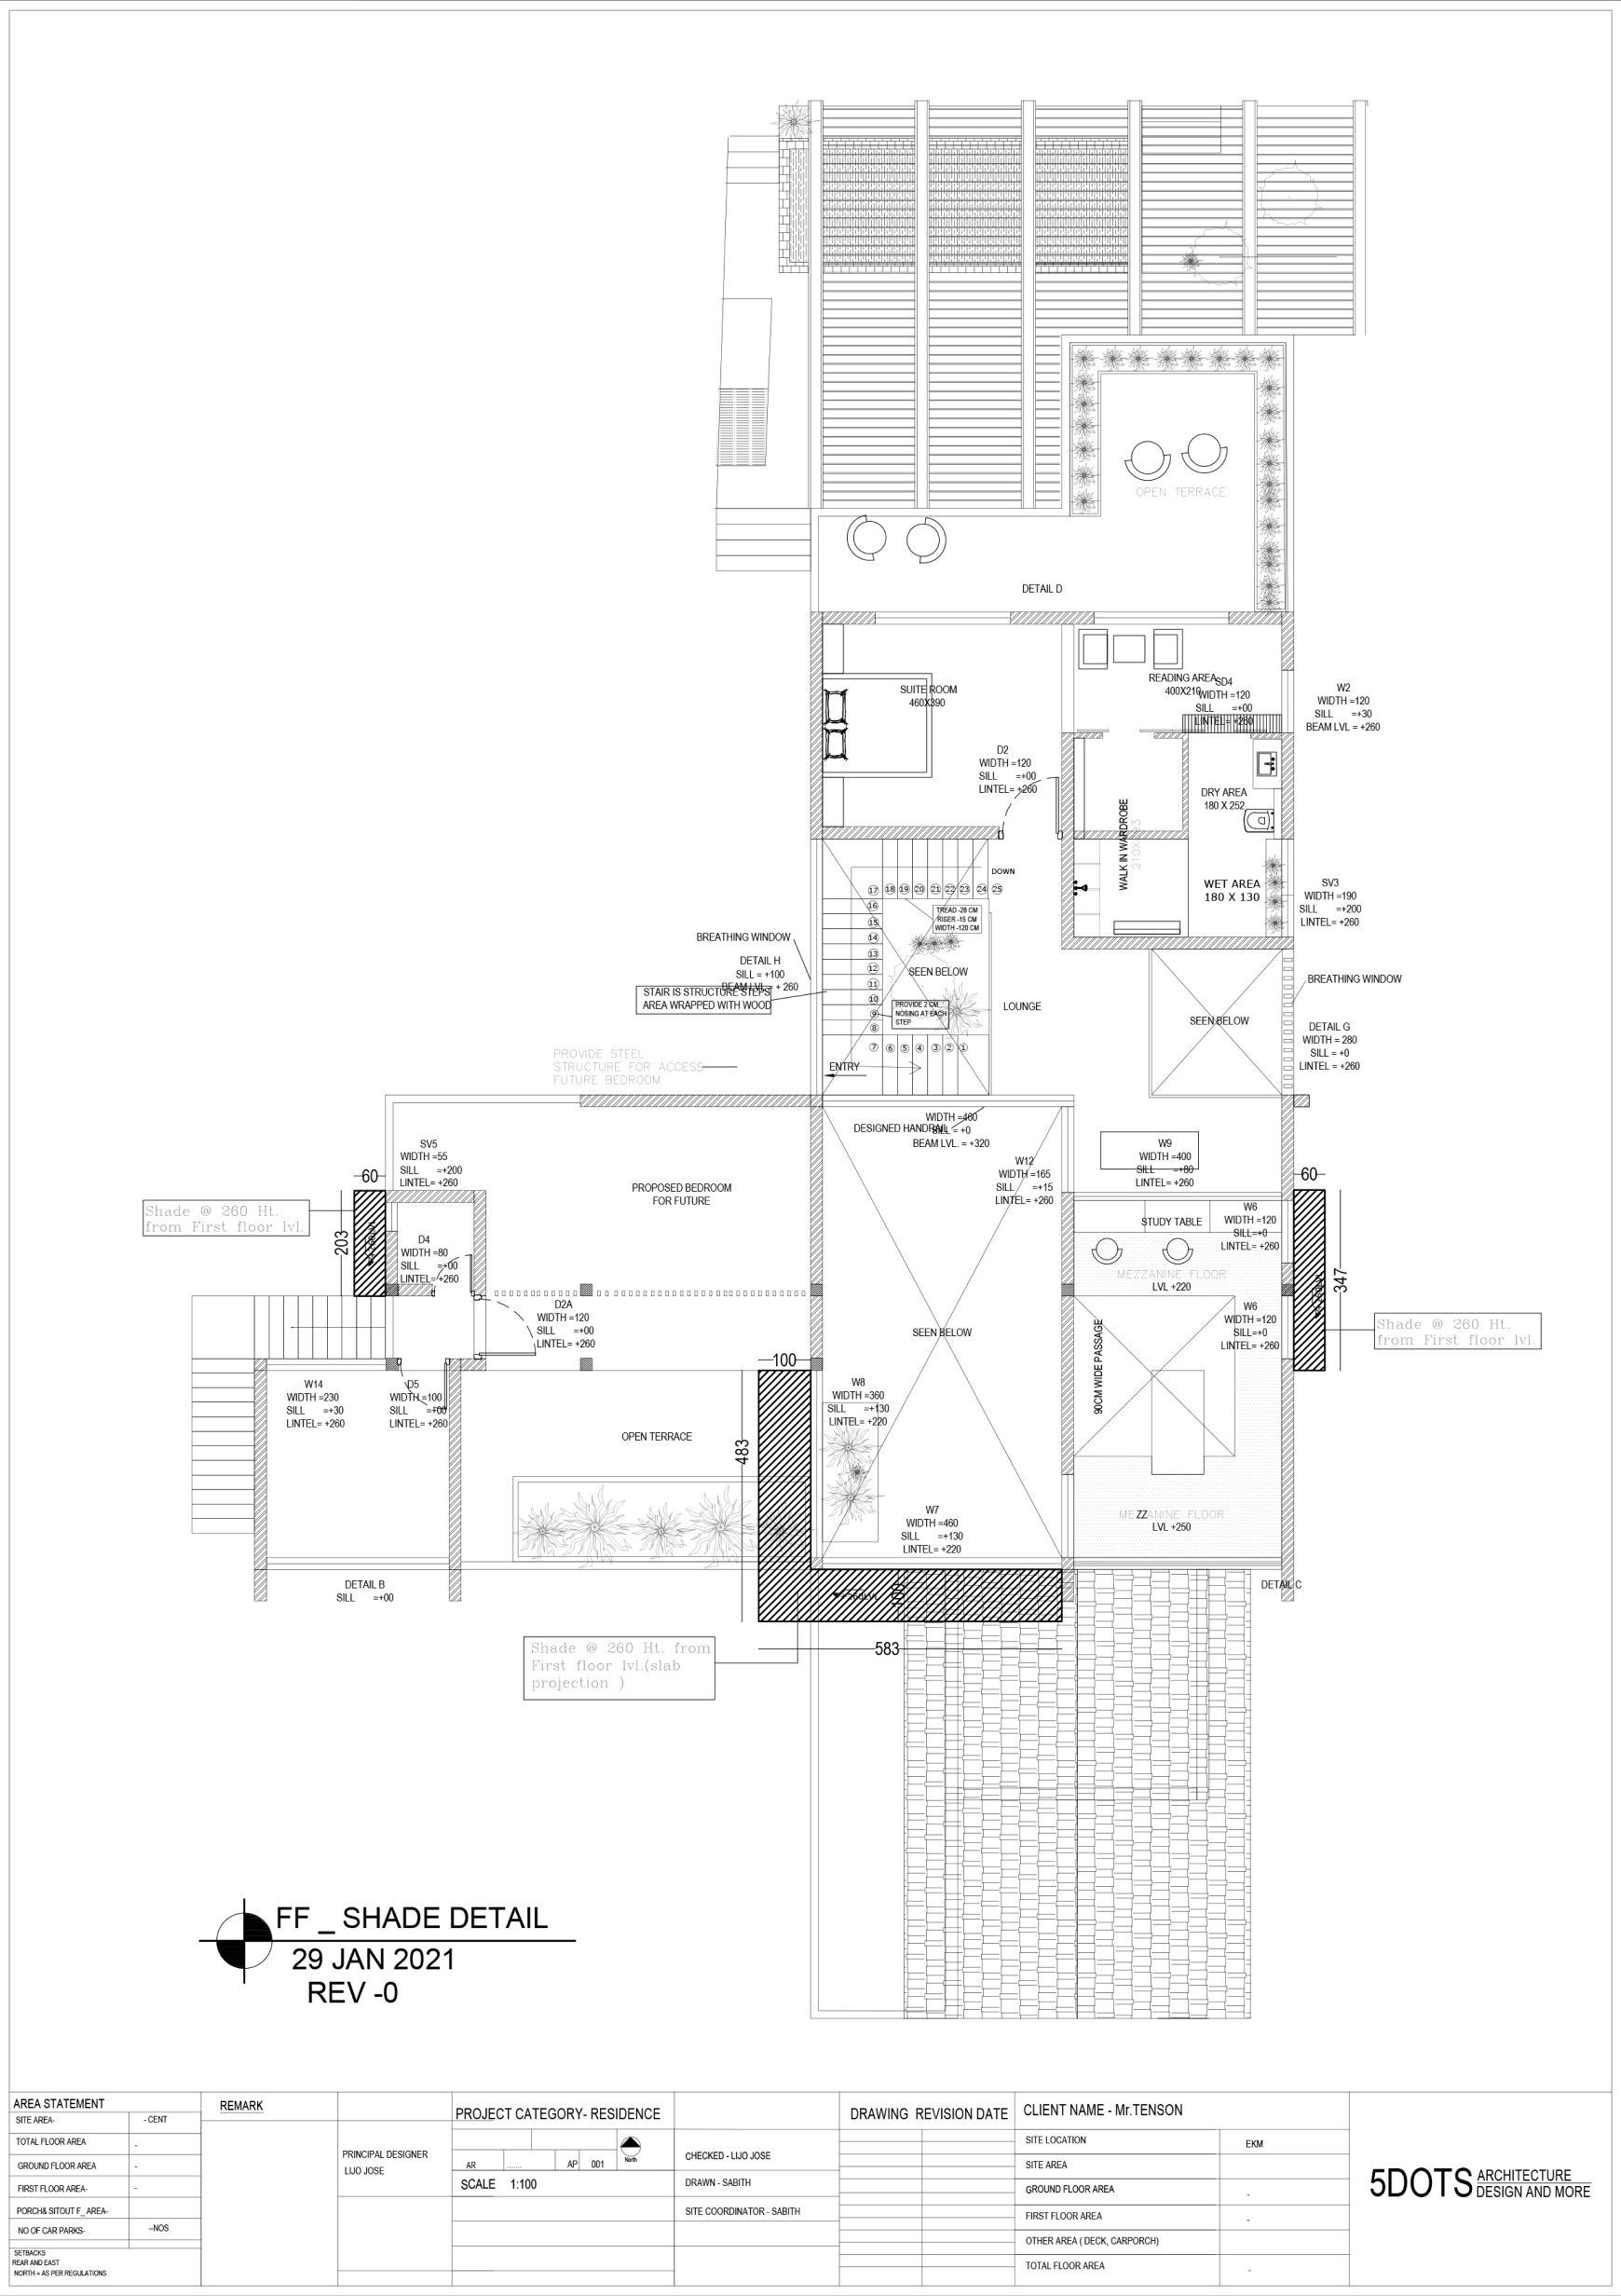 OPEN TERRACE
DETAIL D
SUITE ROOM
460X390
READING AREA
400X210
SD4
WIDTH =120
SILL =+00
LINTEL= +260
W2
WIDTH =120
SILL =+30
BEAM LVL = +260
D2
WIDTH =120
SILL =+00
LINTEL= +260
DRY AREA
180 X 252
WALK IN WARDROBE
WET AREA
180 X 130
SV3
WIDTH =190
SILL =+200
LINTEL= +260
DOWN
17 18 19 20 21 22 23 24 25
16
15
14
13
12
11
10
9
8
7 6 5 4 3 2 1
TREAD -28 CM
RISER -15 CM
WIDTH -120 CM
SEEN BELOW
PROVIDE 2 CM
NOSING AT EACH
STEP
LOUNGE
BREATHING WINDOW
DETAIL H
SILL = +100
BEAM LVL = + 260
STAIR IS STRUCTURE STEPS
AREA WRAPPED WITH WOOD
BREATHING WINDOW
SEEN BELOW
DETAIL G
WIDTH = 280
SILL = +0
LINTEL = +260
PROVIDE STEEL
STRUCTURE FOR ACCESS
FUTURE BEDROOM
ENTRY
WIDTH =460
SILL = +0
BEAM LVL. = +320
DESIGNED HANDRAIL
SV5
WIDTH =55
SILL =+200
LINTEL= +260
W9
WIDTH =400
SILL =+80
LINTEL= +260
W12
WIDTH =165
SILL =+15
LINTEL= +260
60
60
PROPOSED BEDROOM
FOR FUTURE
Shade @ 260 Ht.
from First floor lvl.
203
D4
WIDTH =80
SILL =+00
LINTEL= +260
STUDY TABLE
W6
WIDTH =120
SILL=+0
LINTEL= +260
MEZZANINE FLOOR
LVL +220
347
D2A
WIDTH =120
SILL =+00
LINTEL= +260
W6
WIDTH =120
SILL=+0
LINTEL= +260
SEEN BELOW
Shade @ 260 Ht.
from First floor lvl.
90CM WIDE PASSAGE
100
W14
WIDTH =230
SILL =+30
LINTEL= +260
D5
WIDTH =100
SILL =+00
LINTEL= +260
W8
WIDTH =360
SILL =+130
LINTEL= +220
OPEN TERRACE
483
W7
WIDTH =460
SILL =+130
LINTEL= +220
MEZZANINE FLOOR
LVL +250
DETAIL B
SILL =+00
DETAIL C
100
583
Shade @ 260 Ht. from
First floor lvl.(slab
projection )
FF _ SHADE DETAIL
29 JAN 2021
REV -0
AREA STATEMENT
SITE AREA- - CENT
TOTAL FLOOR AREA -
GROUND FLOOR AREA -
FIRST FLOOR AREA- -
PORCH& SITOUT F_ AREA-
NO OF CAR PARKS- --NOS
SETBACKS
REAR AND EAST
NORTH = AS PER REGULATIONS
REMARK
PRINCIPAL DESIGNER
LIJO JOSE
PROJECT CATEGORY- RESIDENCE
AR ....... AP 001
North
SCALE 1:100
CHECKED - LIJO JOSE
DRAWN - SABITH
SITE COORDINATOR - SABITH
DRAWING REVISION DATE
CLIENT NAME - Mr.TENSON
SITE LOCATION EKM
SITE AREA
GROUND FLOOR AREA -
FIRST FLOOR AREA -
OTHER AREA ( DECK, CARPORCH)
TOTAL FLOOR AREA -
5DOTS ARCHITECTURE
DESIGN AND MORE